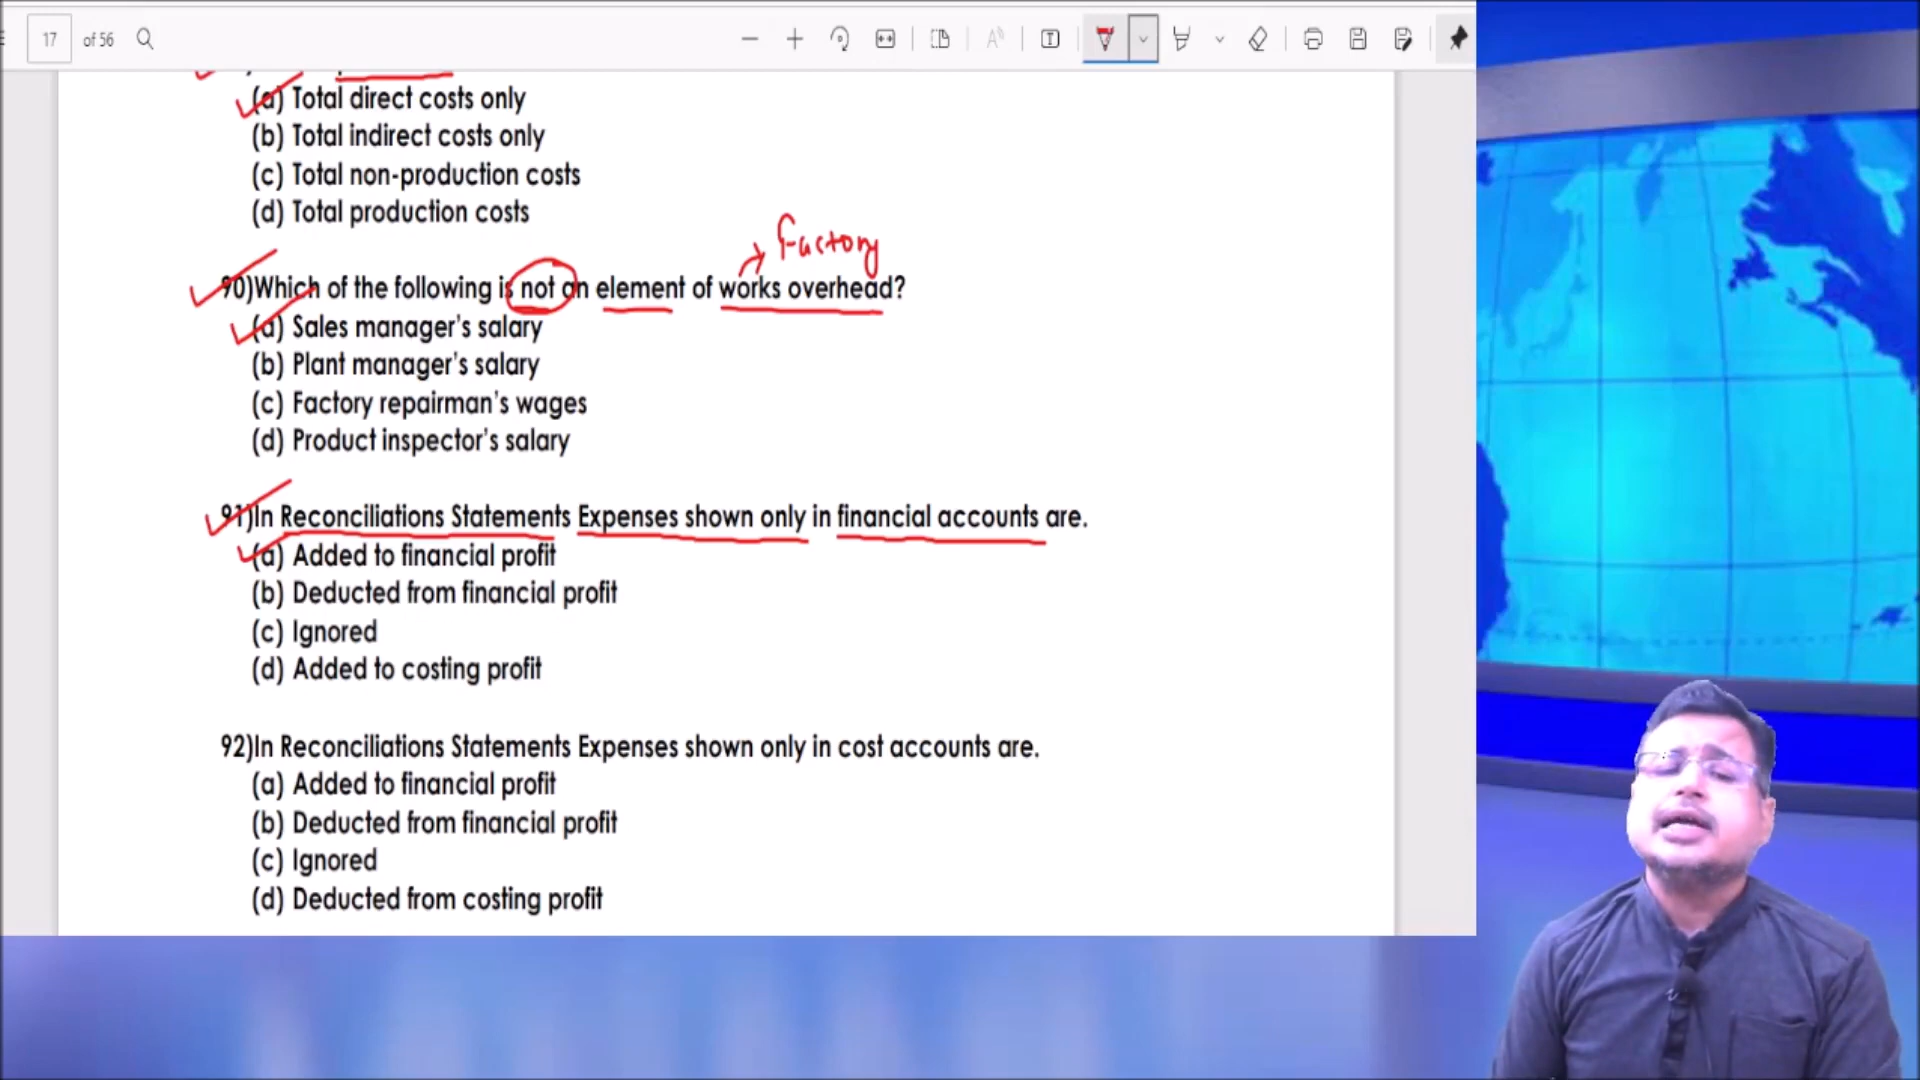 17 of 56
(a) Total direct costs only
(b) Total indirect costs only
(c) Total non-production costs
(d) Total production costs
Factory
90)Which of the following is not an element of works overhead?
(a) Sales manager's salary
(b) Plant manager's salary
(c) Factory repairman's wages
(d) Product inspector's salary
91)In Reconciliations Statements Expenses shown only in financial accounts are.
(a) Added to financial profit
(b) Deducted from financial profit
(c) Ignored
(d) Added to costing profit
92)In Reconciliations Statements Expenses shown only in cost accounts are.
(a) Added to financial profit
(b) Deducted from financial profit
(c) Ignored
(d) Deducted from costing profit